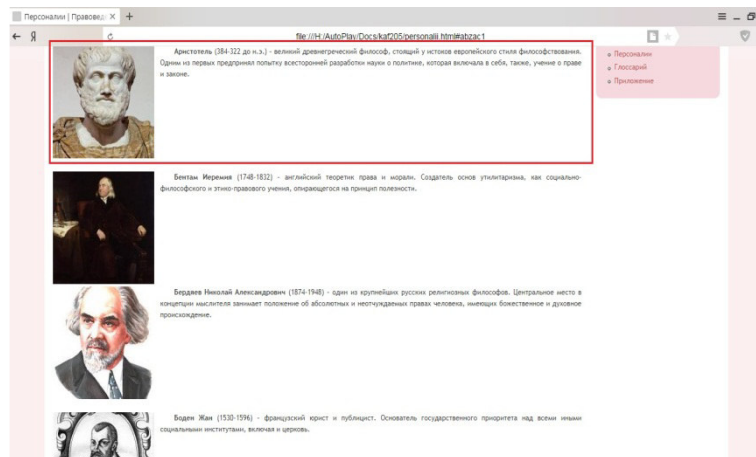 Персоналии | Правовед
file:///H:/AutoPlay/Docs/kaf205/personalii.html#abzac1
Аристотель (384-322 до н.э.) - великий древнегреческий философ, стоящий у истоков европейского стиля философствования.
Одним из первых предпринял попытку всесторонней разработки науки о политике, которая включала в себя, также, учение о праве
и законе.
Персоналии
Глоссарий
Приложение
Бентам Иеремия (1748-1832) - английский теоретик права и морали. Создатель основ утилитаризма, как социально-
философского и этико-правового учения, опирающегося на принцип полезности.
Бердяев Николай Александрович (1874-1948) - один из крупнейших русских религиозных философов. Центральное место в
концепции мыслителя занимает положение об абсолютных и неотчуждаемых правах человека, имеющих божественное и духовное
происхождение.
Боден Жан (1530-1596) - французский юрист и публицист. Основатель государственного приоритета над всеми иными
социальными институтами, включая и церковь.